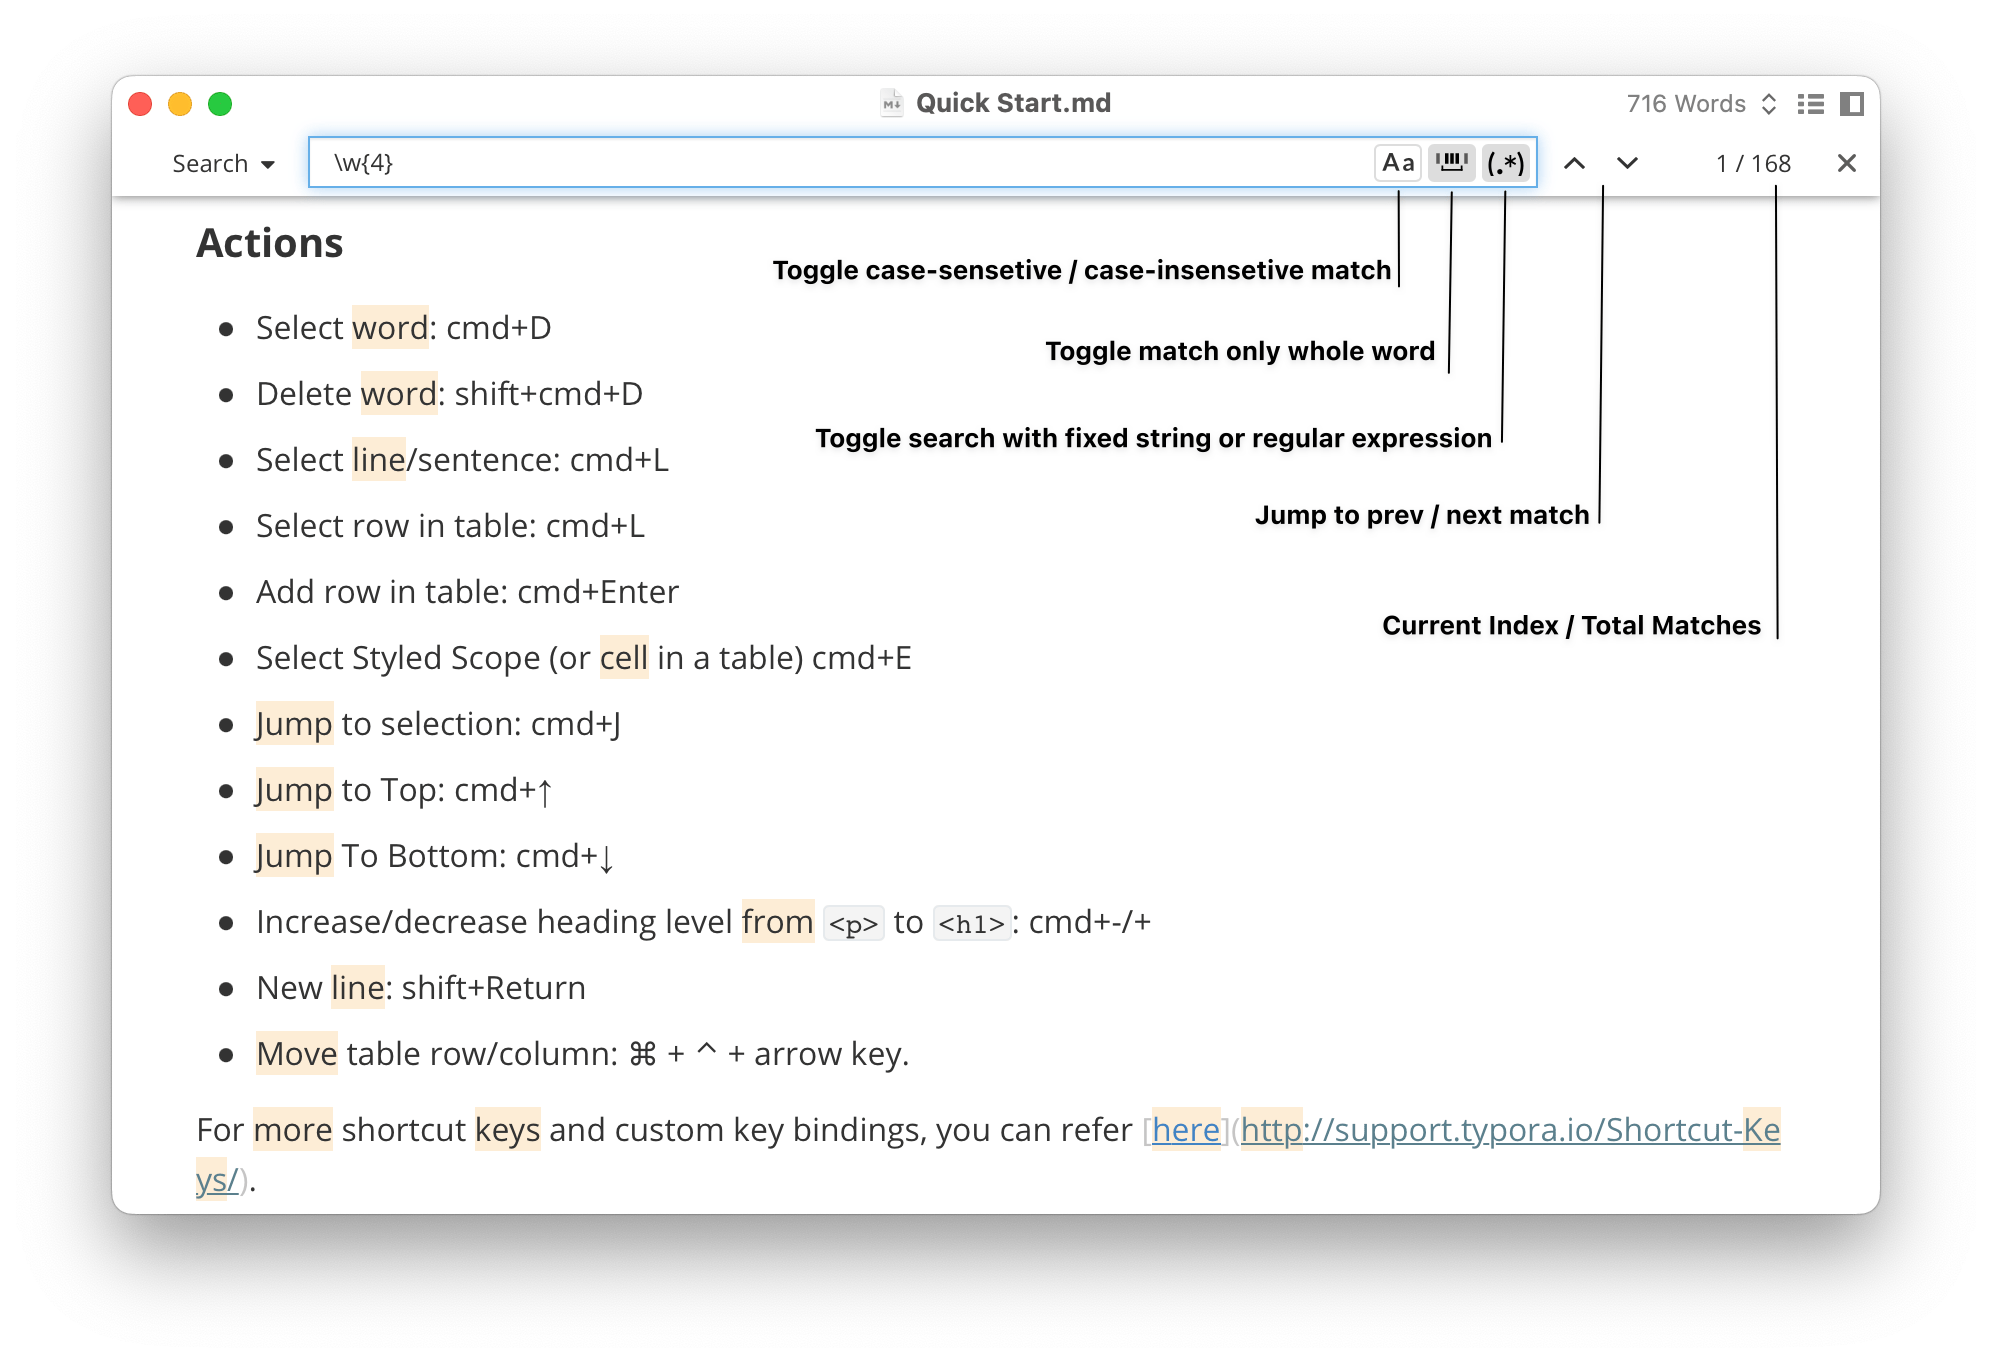 Quick Start.md
716 Words
Search
\w{4}
Aa
(.*)
1 / 168
Actions
Toggle case-sensetive / case-insensetive match
Select word: cmd+D
Toggle match only whole word
Delete word: shift+cmd+D
Toggle search with fixed string or regular expression
Select line/sentence: cmd+L
Jump to prev / next match
Select row in table: cmd+L
Add row in table: cmd+Enter
Current Index / Total Matches
Select Styled Scope (or cell in a table) cmd+E
Jump to selection: cmd+J
Jump to Top: cmd+↑
Jump To Bottom: cmd+↓
Increase/decrease heading level from <p> to <h1>: cmd+-/+
New line: shift+Return
Move table row/column: ⌘ + ^ + arrow key.
For more shortcut keys and custom key bindings, you can refer [here](http://support.typora.io/Shortcut-Ke
ys/).